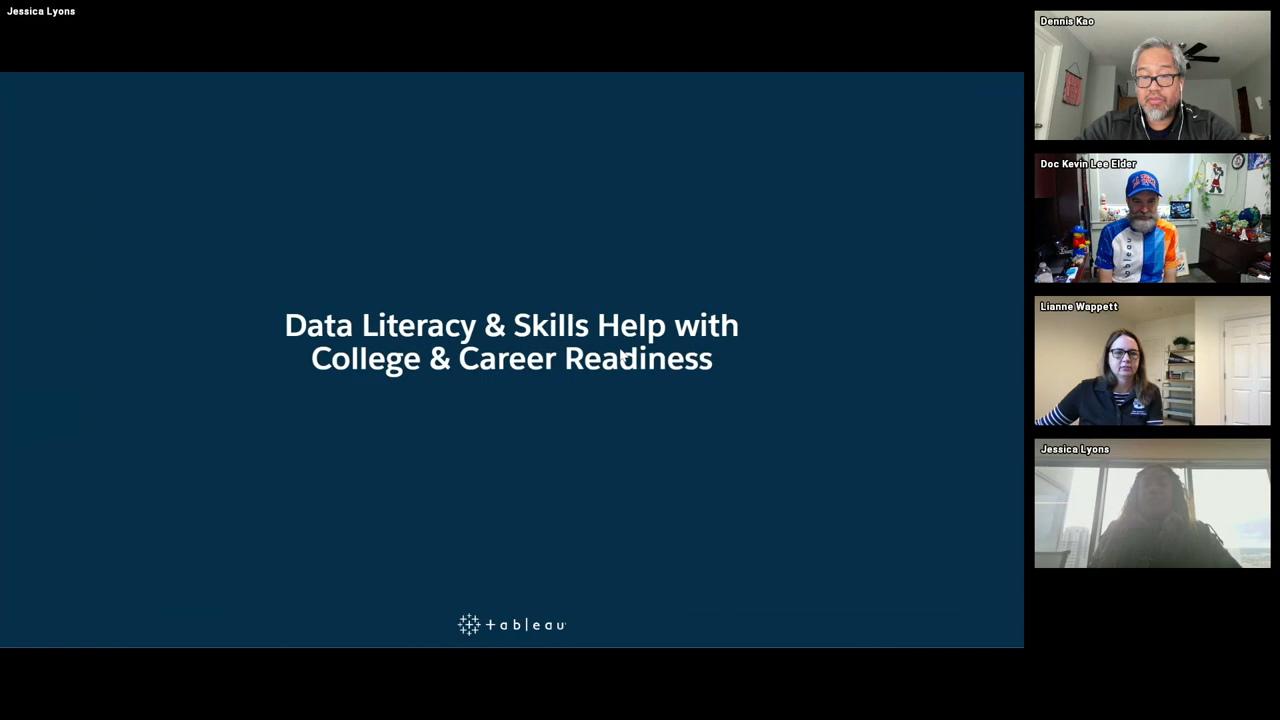 Jessica Lyons
Data Literacy & Skills Help with
College & Career Readiness
+ableau
Dennis Kao
Doc Kevin Lee Elder
tableau
Lianne Wappett
Jessica Lyons